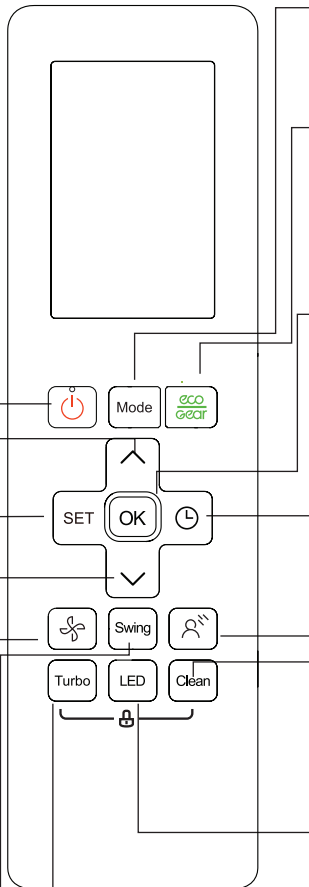 Mode
eco
GEAR
SET
OK
Swing
Turbo
LED
Clean